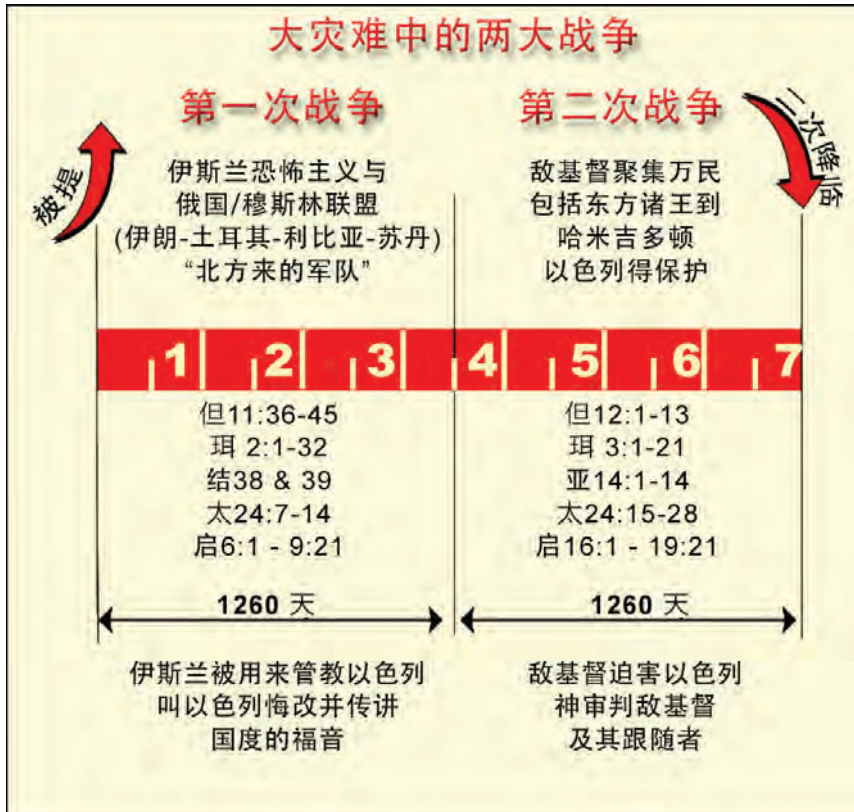 大灾难中的两大战争
第一次战争
第二次战争
被提
二次降临
伊斯兰恐怖主义与
俄国/穆斯林联盟
(伊朗-土耳其-利比亚-苏丹)
“北方来的军队”
敌基督聚集万民
包括东方诸王到
哈米吉多顿
以色列得保护
1 2 3 4 5 6 7
但11:36-45
珥 2:1-32
结38 & 39
太24:7-14
启6:1 - 9:21
但12:1-13
珥 3:1-21
亚14:1-14
太24:15-28
启16:1 - 19:21
1260 天
1260 天
伊斯兰被用来管教以色列
叫以色列悔改并传讲
国度的福音
敌基督迫害以色列
神审判敌基督
及其跟随者